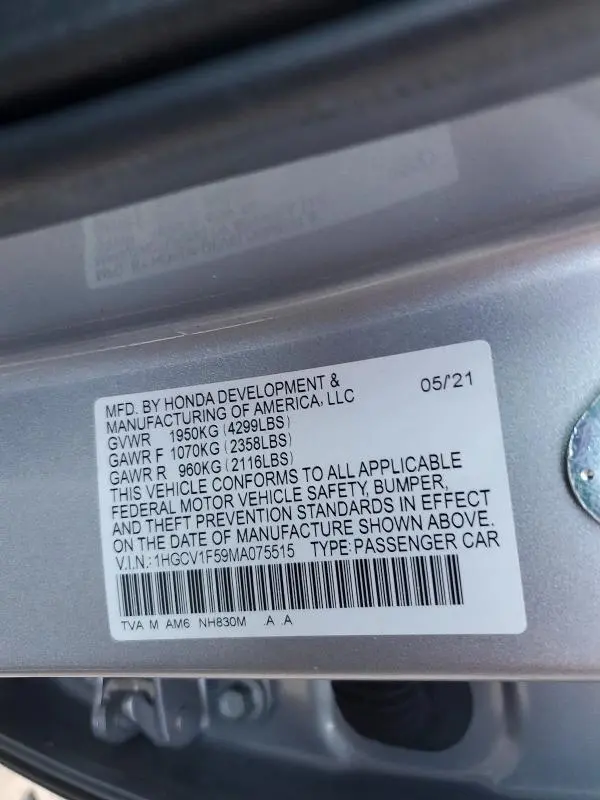 MFD. BY HONDA DEVELOPMENT & 05/'21
MANUFACTURING OF AMERICA, LLC
GVWR 1950KG (4299LBS)
GAWR F 1070KG (2358LBS)
GAWR R 960KG (2116LBS)
THIS VEHICLE CONFORMS TO ALL APPLICABLE
FEDERAL MOTOR VEHICLE SAFETY, BUMPER,
AND THEFT PREVENTION STANDARDS IN EFFECT
ON THE DATE OF MANUFACTURE SHOWN ABOVE.
V.I.N.: 1HGCV1F59MA075515 TYPE: PASSENGER CAR
TVA M AM6 NH830M .A .A